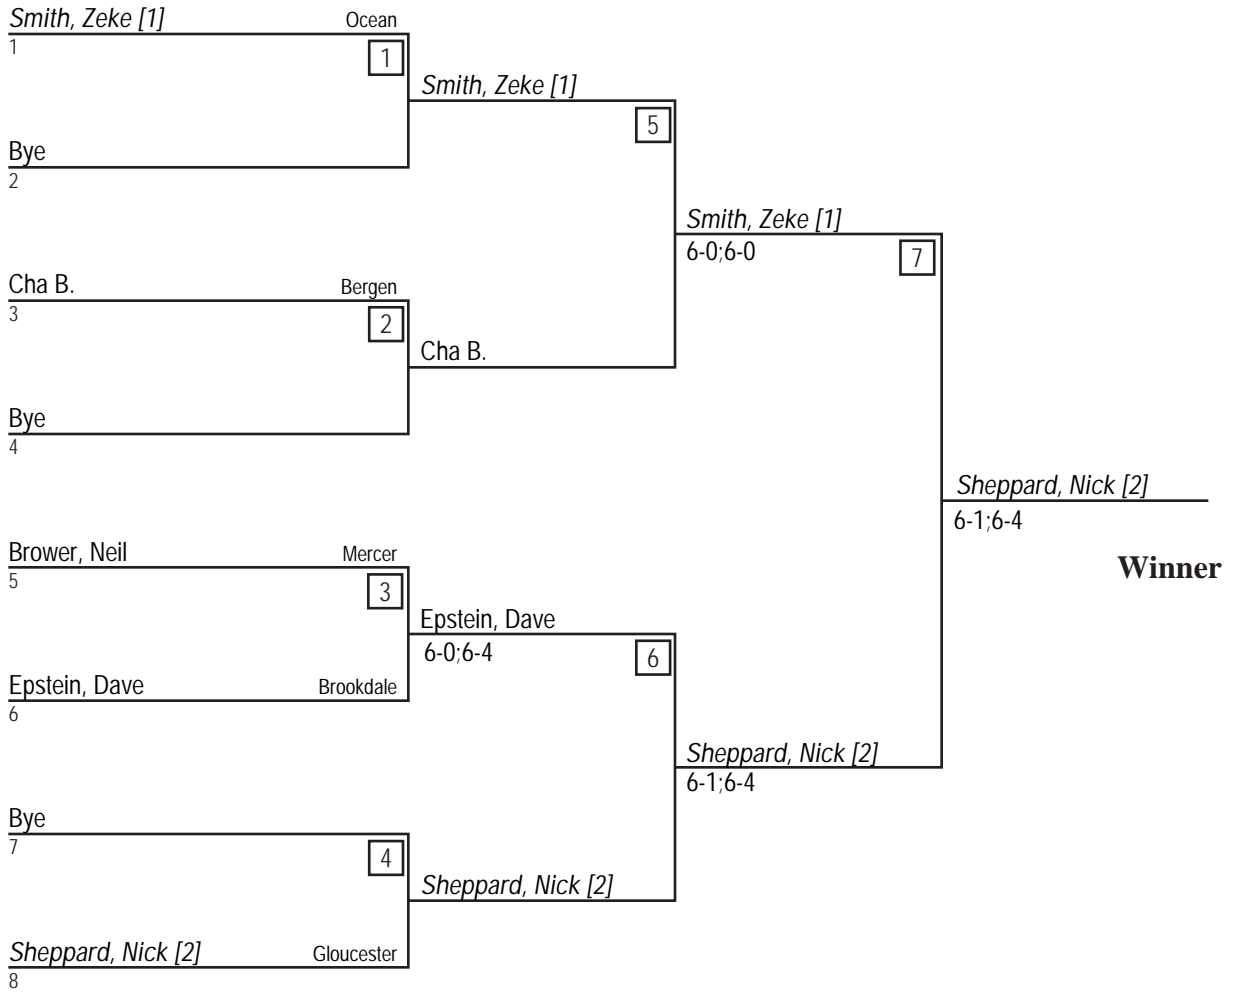 Smith, Zeke [1] Ocean
1
1
Smith, Zeke [1]
5
Bye
2
Smith, Zeke [1]
6-0;6-0
7
Cha B. Bergen
3
2
Cha B.
Bye
4
Sheppard, Nick [2]
6-1;6-4
Winner
Brower, Neil Mercer
5
3
Epstein, Dave
6-0;6-4
6
Epstein, Dave Brookdale
6
Sheppard, Nick [2]
6-1;6-4
Bye
7
4
Sheppard, Nick [2]
Sheppard, Nick [2] Gloucester
8